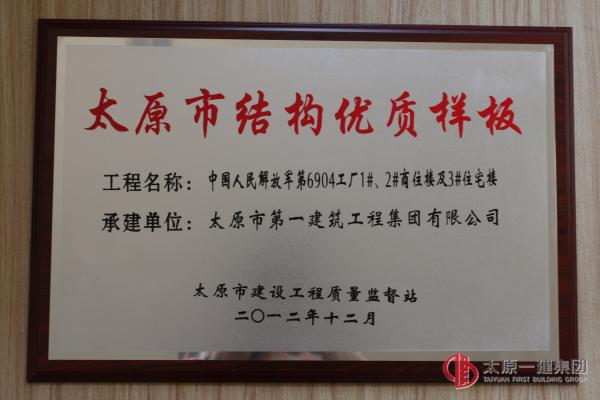 太原市结构优质样板
工程名称：中国人民解放军第6904工厂1#、2#商住楼及3#住宅楼
承建单位：太原市第一建筑工程集团有限公司
太原市建设工程质量监督站
二〇一二年十二月
太原一建集团
TAIYUAN FIRST BUILDING GROUP